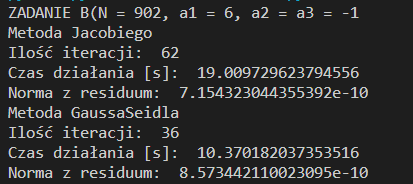 ZADANIE B(N = 902, a1 = 6, a2 = a3 = -1
Metoda Jacobiego
Ilość iteracji:  62
Czas działania [s]:  19.009729623794556
Norma z residuum:  7.154323044355392e-10
Metoda GaussaSeidla
Ilość iteracji:  36
Czas działania [s]:  10.370182037353516
Norma z residuum:  8.573442110023095e-10